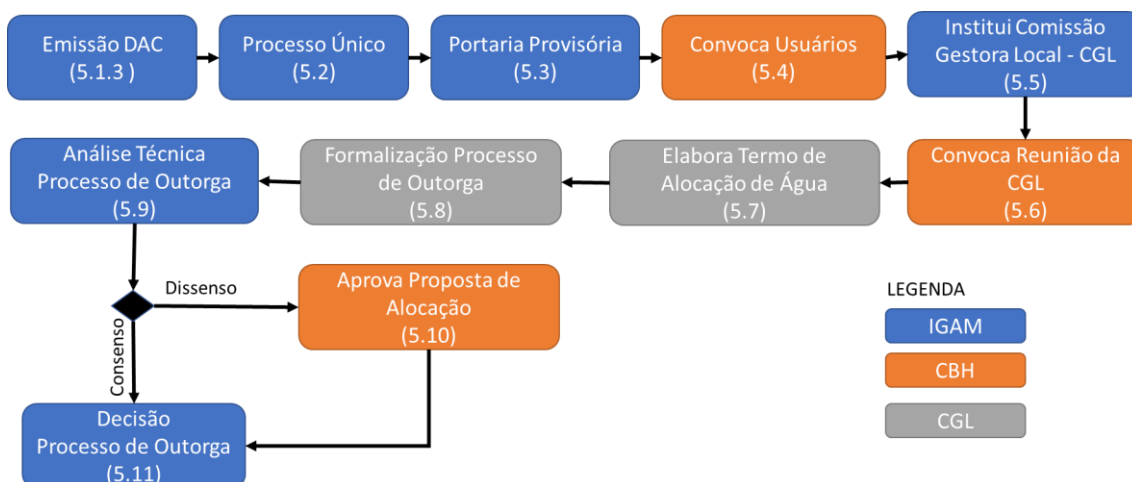 Emissão DAC
(5.1.3 )
Processo Único
(5.2)
Portaria Provisória
(5.3)
Convoca Usuários
(5.4)
Institui Comissão
Gestora Local - CGL
(5.5)
Convoca Reunião da
CGL
(5.6)
Elabora Termo de
Alocação de Água
(5.7)
Formalização Processo
de Outorga
(5.8)
Análise Técnica
Processo de Outorga
(5.9)
Dissenso
Aprova Proposta de
Alocação
(5.10)
Consenso
Decisão
Processo de Outorga
(5.11)
LEGENDA
IGAM
CBH
CGL